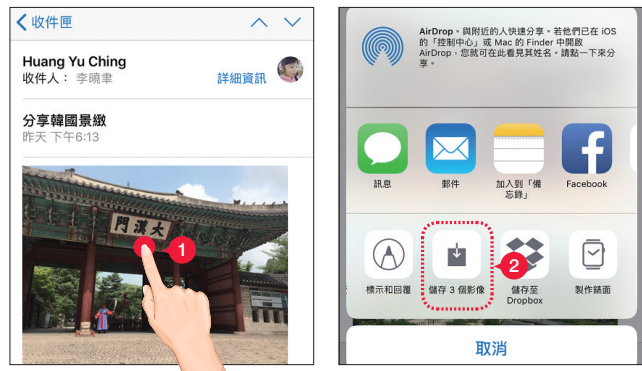 收件匣
Huang Yu Ching
收件人： 李曉聿
詳細資訊
分享韓國景緻
昨天 下午6:13
門漢大
1
AirDrop。與附近的人快速分享。若他們已在 iOS
的「控制中心」或 Mac 的 Finder 中開啟
AirDrop，您就可在此看見其姓名。請點一下來分
享。
訊息
郵件
加入到「備
忘錄」
Facebook
標示和回覆
儲存 3 個影像
2
儲存至
Dropbox
製作錶面
取消